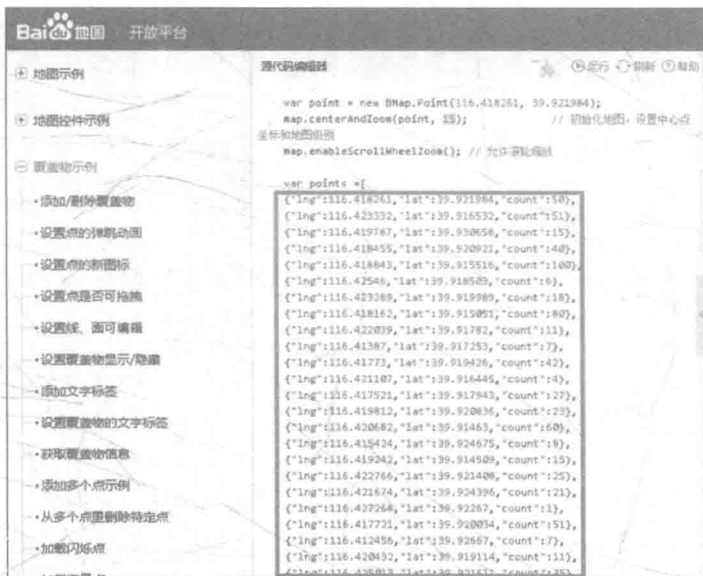 Bai du 地图 开放平台
地图示例
地图控件示例
覆盖物示例
·添加/删除覆盖物
·设置点的弹跳动画
·设置点的新图标
·设置点是否可拖拽
·设置线、面可编辑
·设置覆盖物显示/隐藏
·添加文字标签
·设置覆盖物的文字标签
·获取覆盖物信息
·添加多个点示例
·从多个点里删除特定点
·加载闪烁点
源代码编辑器
运行 刷新 帮助
var point = new BMap.Point(116.418261, 39.921984);
map.centerAndZoom(point, 15); // 初始化地图，设置中心点
坐标和地图级别
map.enableScrollWheelZoom(); // 允许滚轮缩放
var points =[
{"lng":116.418261,"lat":39.921984,"count":50},
{"lng":116.423332,"lat":39.916532,"count":51},
{"lng":116.419787,"lat":39.930658,"count":15},
{"lng":116.418455,"lat":39.920921,"count":40},
{"lng":116.418843,"lat":39.915516,"count":100},
{"lng":116.42546,"lat":39.918503,"count":6},
{"lng":116.423289,"lat":39.919989,"count":18},
{"lng":116.418162,"lat":39.915051,"count":80},
{"lng":116.422039,"lat":39.91782,"count":11},
{"lng":116.41387,"lat":39.917253,"count":7},
{"lng":116.41773,"lat":39.919426,"count":42},
{"lng":116.421107,"lat":39.916445,"count":4},
{"lng":116.417521,"lat":39.917943,"count":27},
{"lng":116.419812,"lat":39.920836,"count":23},
{"lng":116.420682,"lat":39.91463,"count":60},
{"lng":116.415424,"lat":39.924675,"count":8},
{"lng":116.419242,"lat":39.914509,"count":15},
{"lng":116.422766,"lat":39.921408,"count":25},
{"lng":116.421674,"lat":39.924396,"count":21},
{"lng":116.427268,"lat":39.92267,"count":1},
{"lng":116.417721,"lat":39.920034,"count":51},
{"lng":116.412456,"lat":39.92667,"count":7},
{"lng":116.420432,"lat":39.919114,"count":11},